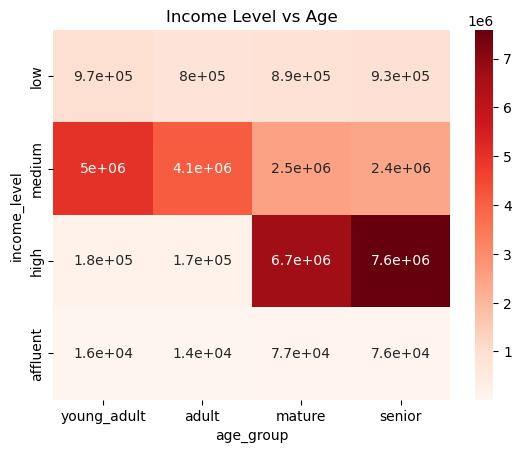 Income Level vs Age
1e6
low
9.7e+05 8e+05 8.9e+05 9.3e+05
medium
5e+06 4.1e+06 2.5e+06 2.4e+06
high
1.8e+05 1.7e+05 6.7e+06 7.6e+06
affluent
1.6e+04 1.4e+04 7.7e+04 7.6e+04
income_level
young_adult adult mature senior
age_group
7
6
5
4
3
2
1